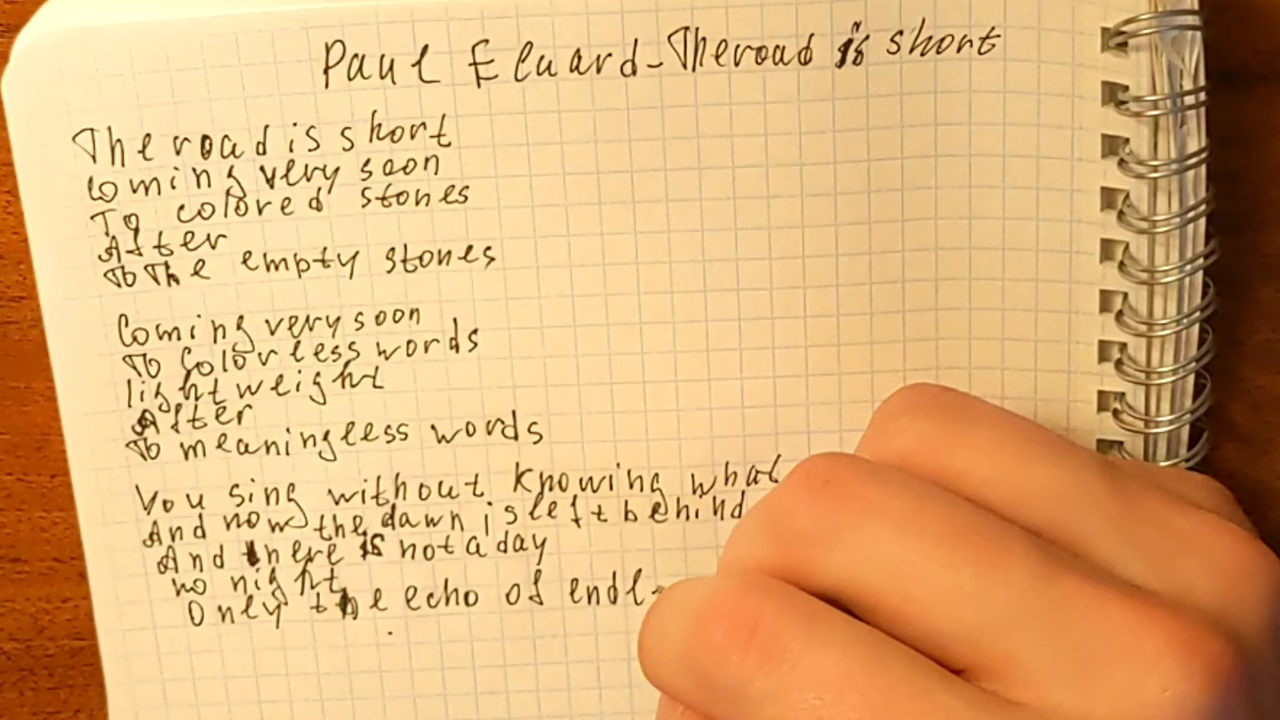 Paul Eluard - The road is short
The road is short
Coming very soon
To colored stones
After
To The empty stones
Coming very soon
To Colorless words
lightweight
After
To meaningless words
You sing without knowing what
And now the dawn is left behind
And there is not a day
no night
Only the echo of